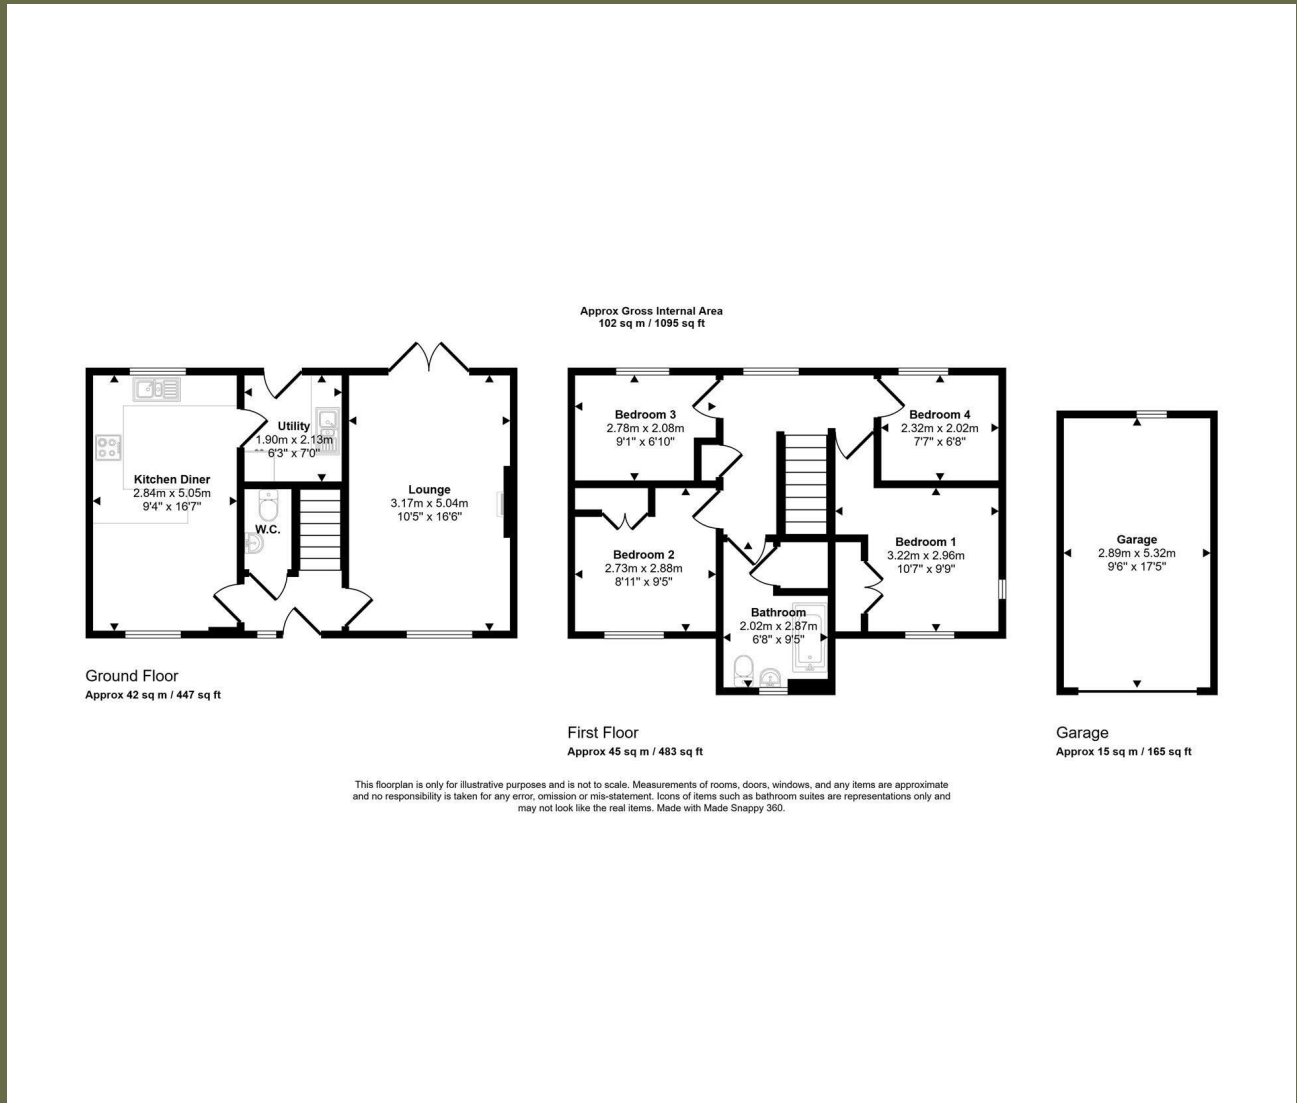 Approx Gross Internal Area
102 sq m / 1095 sq ft
Kitchen Diner
2.84m x 5.05m
9'4" x 16'7"
Utility
1.90m x 2.13m
6'3" x 7'0"
W.C.
Lounge
3.17m x 5.04m
10'5" x 16'6"
Ground Floor
Approx 42 sq m / 447 sq ft
Bedroom 3
2.78m x 2.08m
9'1" x 6'10"
Bedroom 4
2.32m x 2.02m
7'7" x 6'8"
Bedroom 2
2.73m x 2.88m
8'11" x 9'5"
Bedroom 1
3.22m x 2.96m
10'7" x 9'9"
Bathroom
2.02m x 2.87m
6'8" x 9'5"
First Floor
Approx 45 sq m / 483 sq ft
Garage
2.89m x 5.32m
9'6" x 17'5"
Garage
Approx 15 sq m / 165 sq ft
This floorplan is only for illustrative purposes and is not to scale. Measurements of rooms, doors, windows, and any items are approximate
and no responsibility is taken for any error, omission or mis-statement. Icons of items such as bathroom suites are representations only and
may not look like the real items. Made with Made Snappy 360.